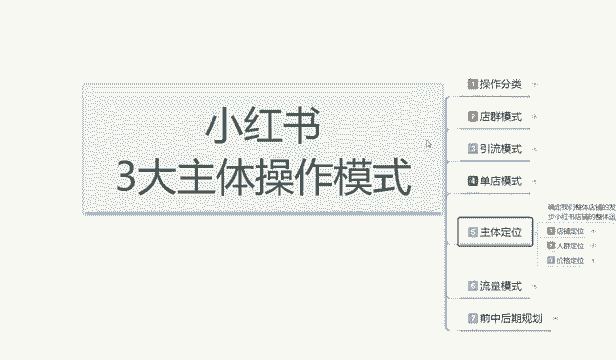 小红书
3大主体操作模式
1 操作分类
2 店群模式
3 引流模式
4 单店模式
5 主体定位
1 店铺定位
2 人群定位
3 价格定位
6 流量模式
7 前中后期规划